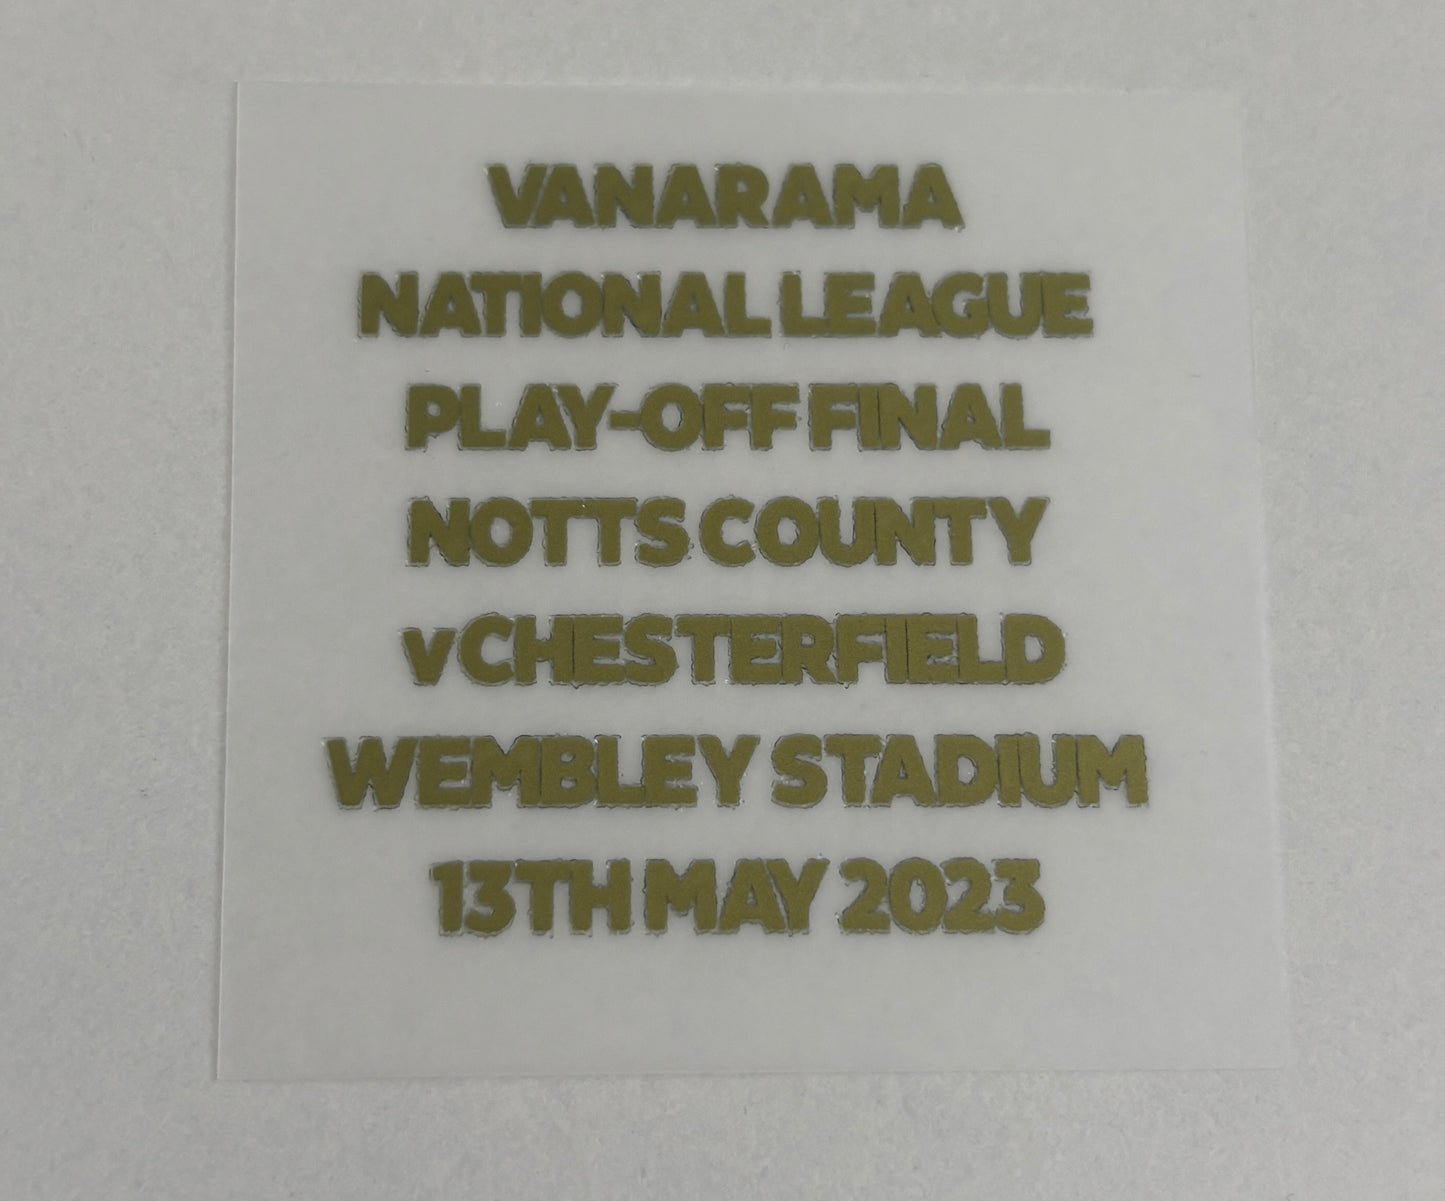 VANARAMA
NATIONAL LEAGUE
PLAY-OFF FINAL
NOTTS COUNTY
v CHESTERFIELD
WEMBLEY STADIUM
13TH MAY 2023